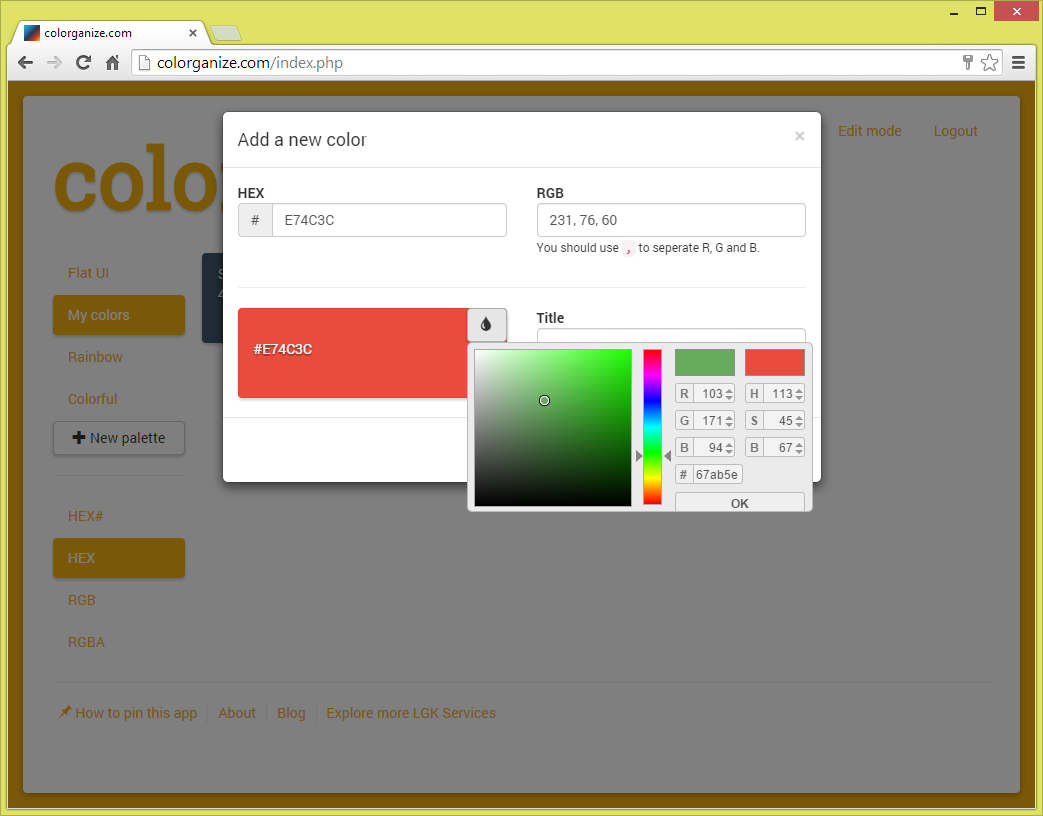 colorganize.com
colorganize.com/index.php
Add a new color
×
Edit mode
Logout
HEX
RGB
# E74C3C
231, 76, 60
You should use , to seperate R, G and B.
Flat UI
My colors
Rainbow
Colorful
New palette
#E74C3C
Title
R 103
H 113
G 171
S 45
B 94
B 67
# 67ab5e
OK
HEX#
HEX
RGB
RGBA
How to pin this app
About
Blog
Explore more LGK Services